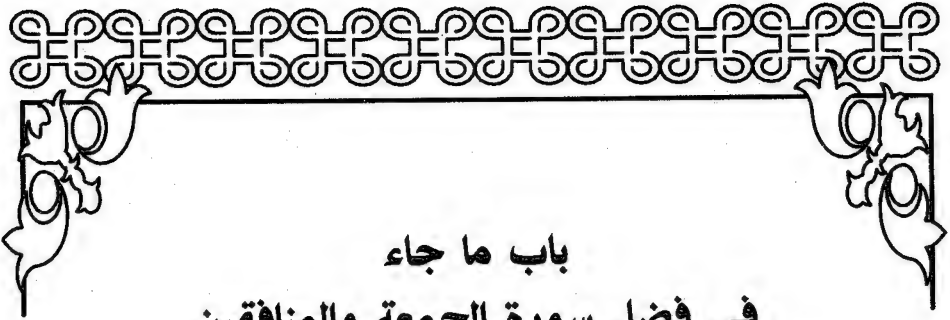 باب ما جاء
في فضل سورة الجمعة والمنافقين